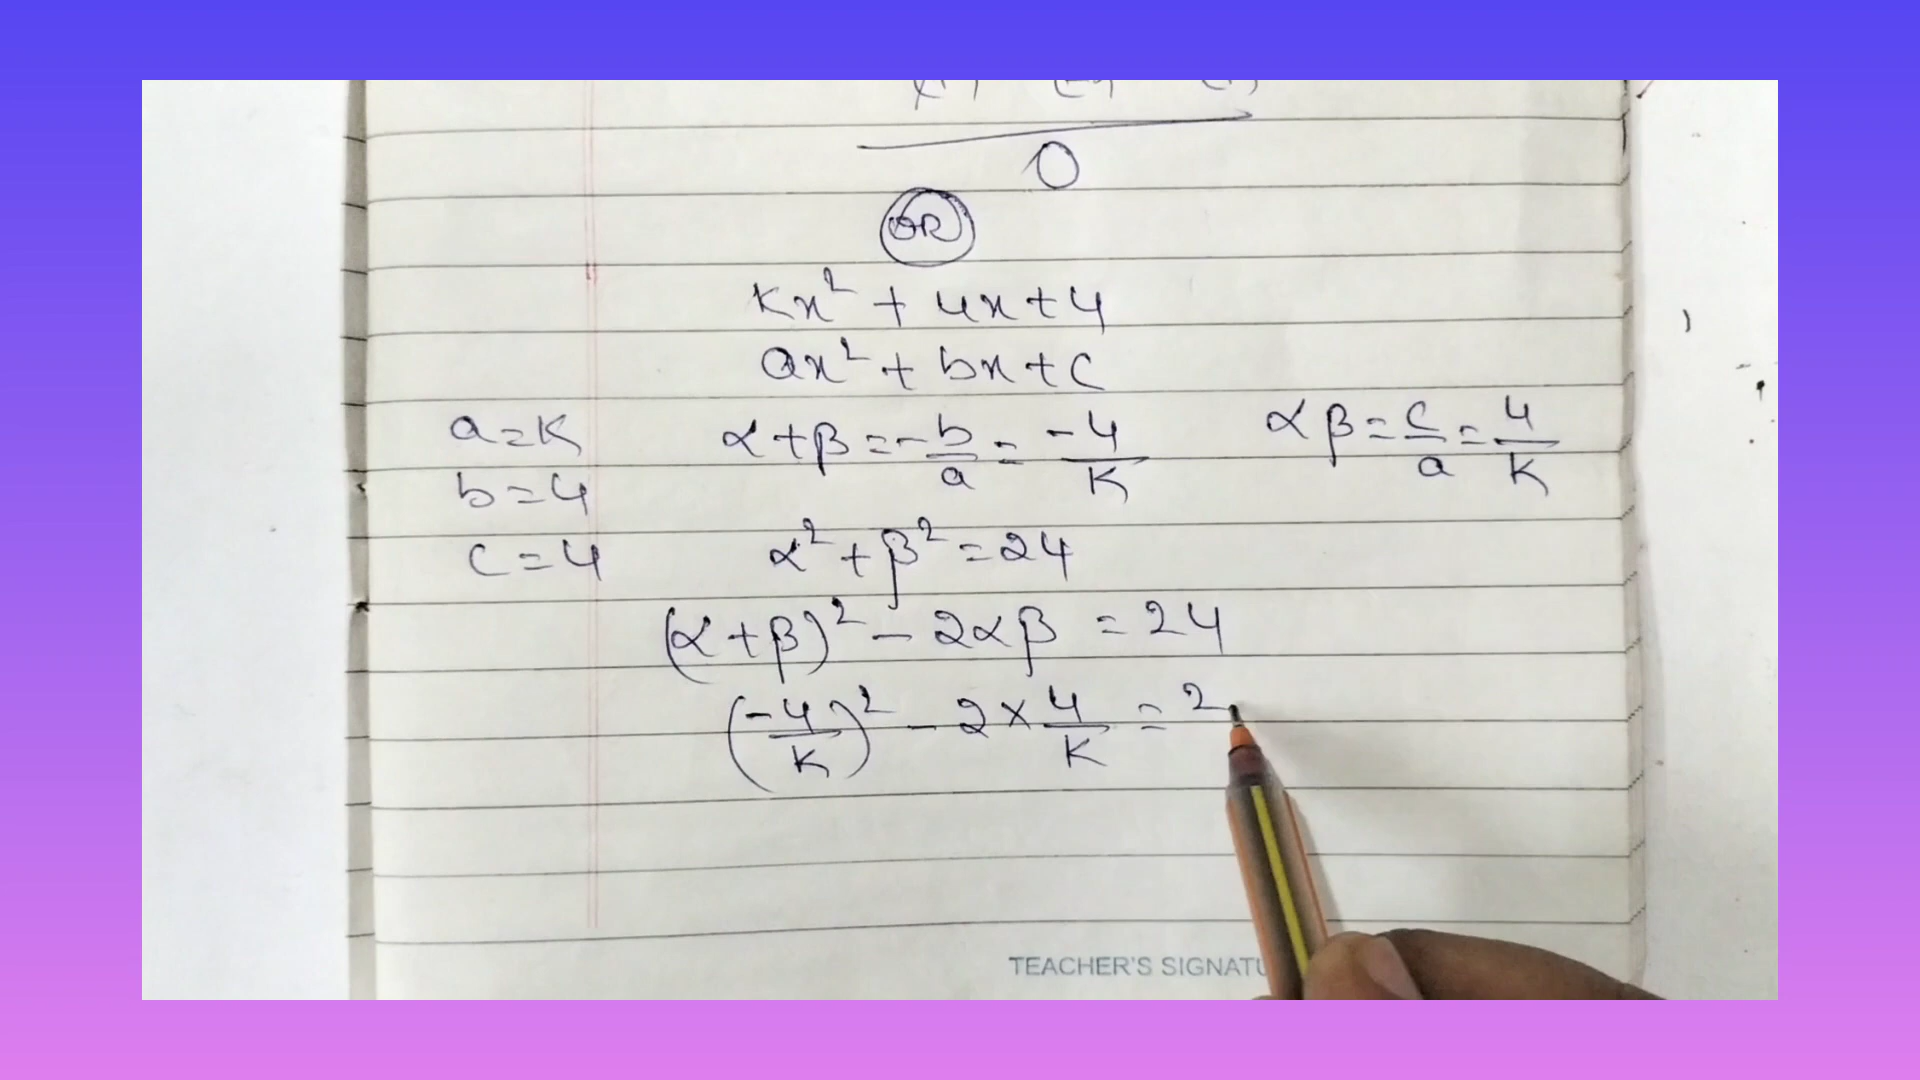 0
OR
kx² + 4x + 4
ax² + bx + c
a = k
α + β = -b/a = -4/k
αβ = c/a = 4/k
b = 4
c = 4
α² + β² = 24
(α + β)² - 2αβ = 24
(-4/k)² - 2 × 4/k = 2
TEACHER'S SIGNATU